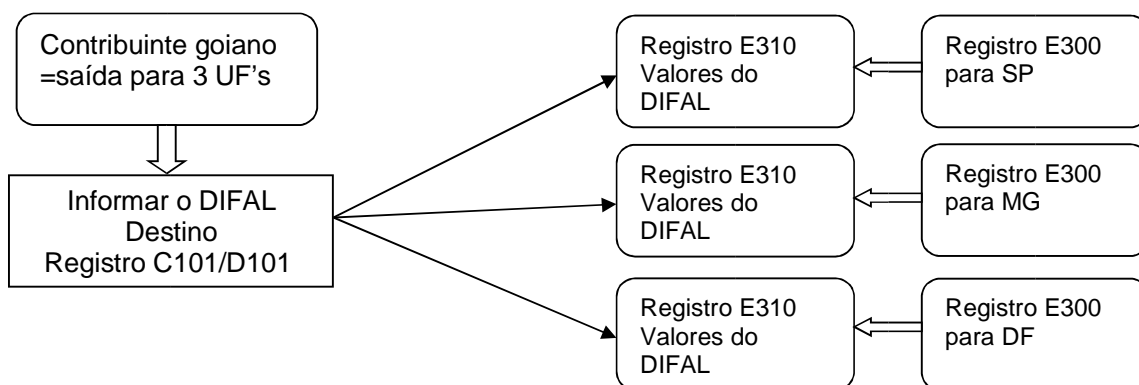 Contribuinte goiano
=saída para 3 UF's
Informar o DIFAL
Destino
Registro C101/D101
Registro E310
Valores do
DIFAL
Registro E300
para SP
Registro E310
Valores do
DIFAL
Registro E300
para MG
Registro E310
Valores do
DIFAL
Registro E300
para DF